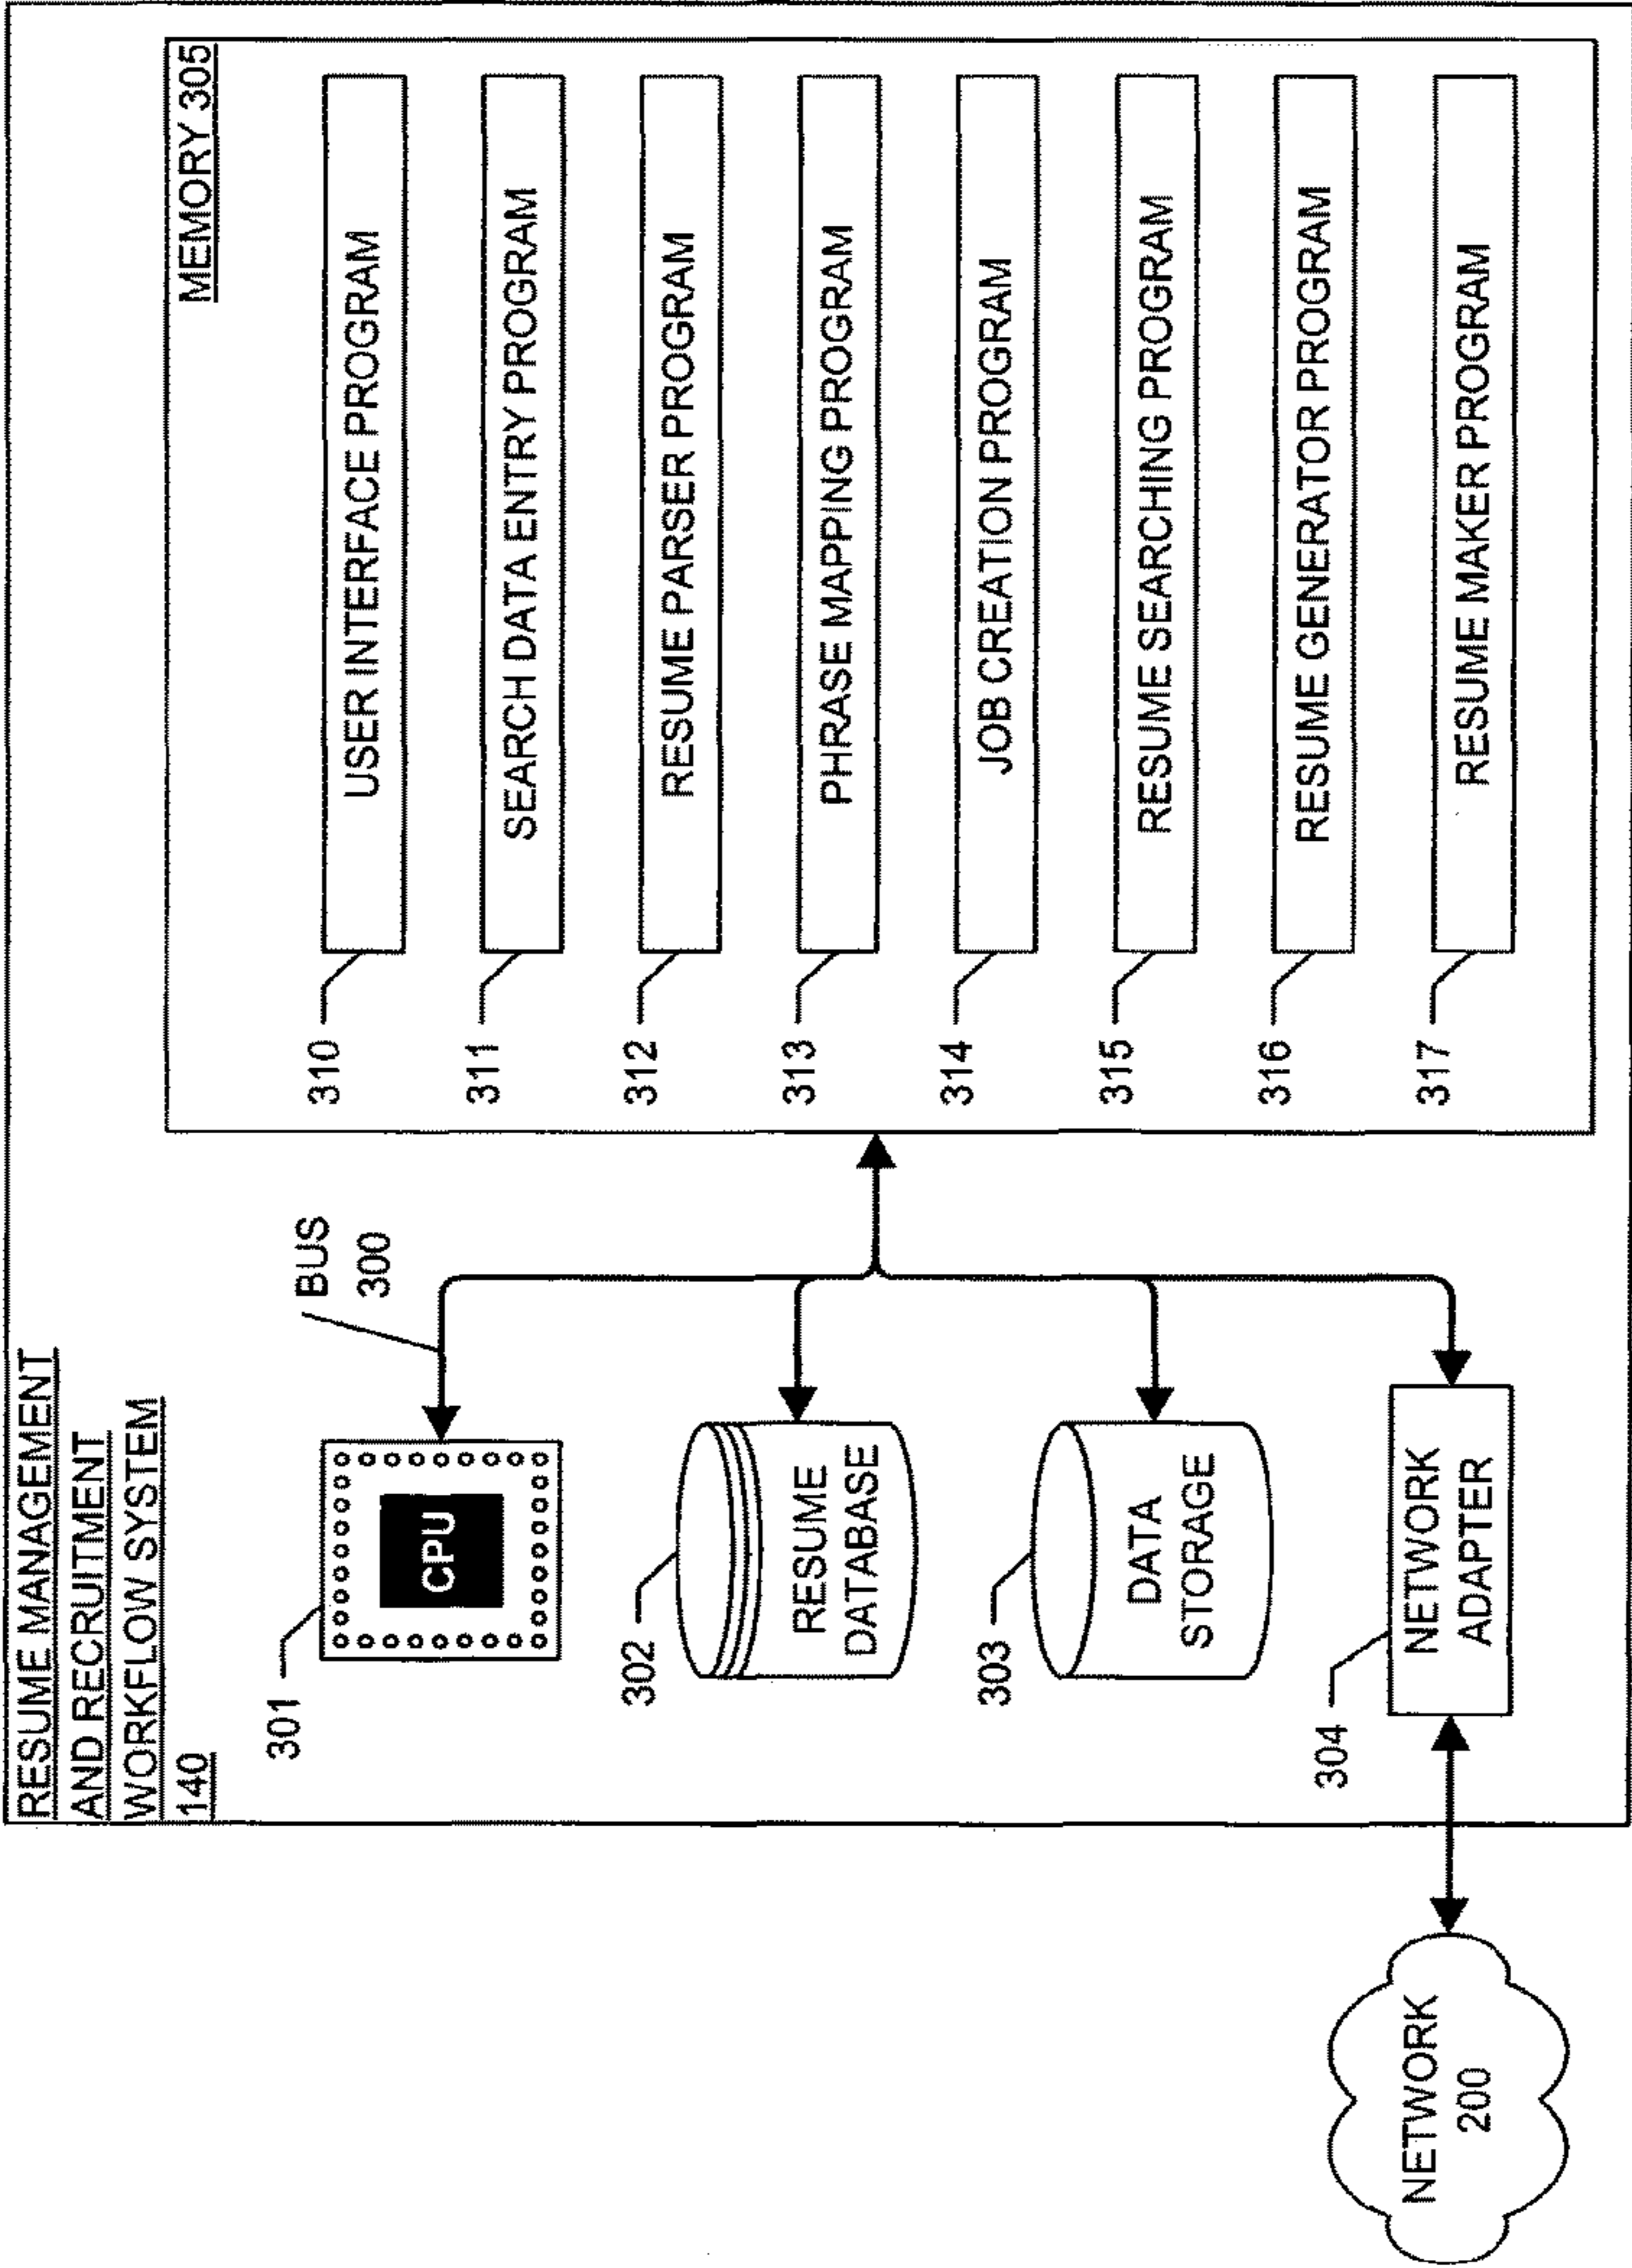 RESUME MANAGEMENT
AND RECRUITMENT
WORKFLOW SYSTEM
140
301
CPU
BUS
300
302
RESUME
DATABASE
303
DATA
STORAGE
304
NETWORK
ADAPTER
NETWORK
200
MEMORY 305
310
USER INTERFACE PROGRAM
311
SEARCH DATA ENTRY PROGRAM
312
RESUME PARSER PROGRAM
313
PHRASE MAPPING PROGRAM
314
JOB CREATION PROGRAM
315
RESUME SEARCHING PROGRAM
316
RESUME GENERATOR PROGRAM
317
RESUME MAKER PROGRAM